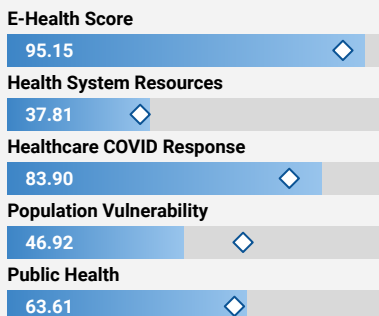 E-Health Score
95.15
Health System Resources
37.81
Healthcare COVID Response
83.90
Population Vulnerability
46.92
Public Health
63.61